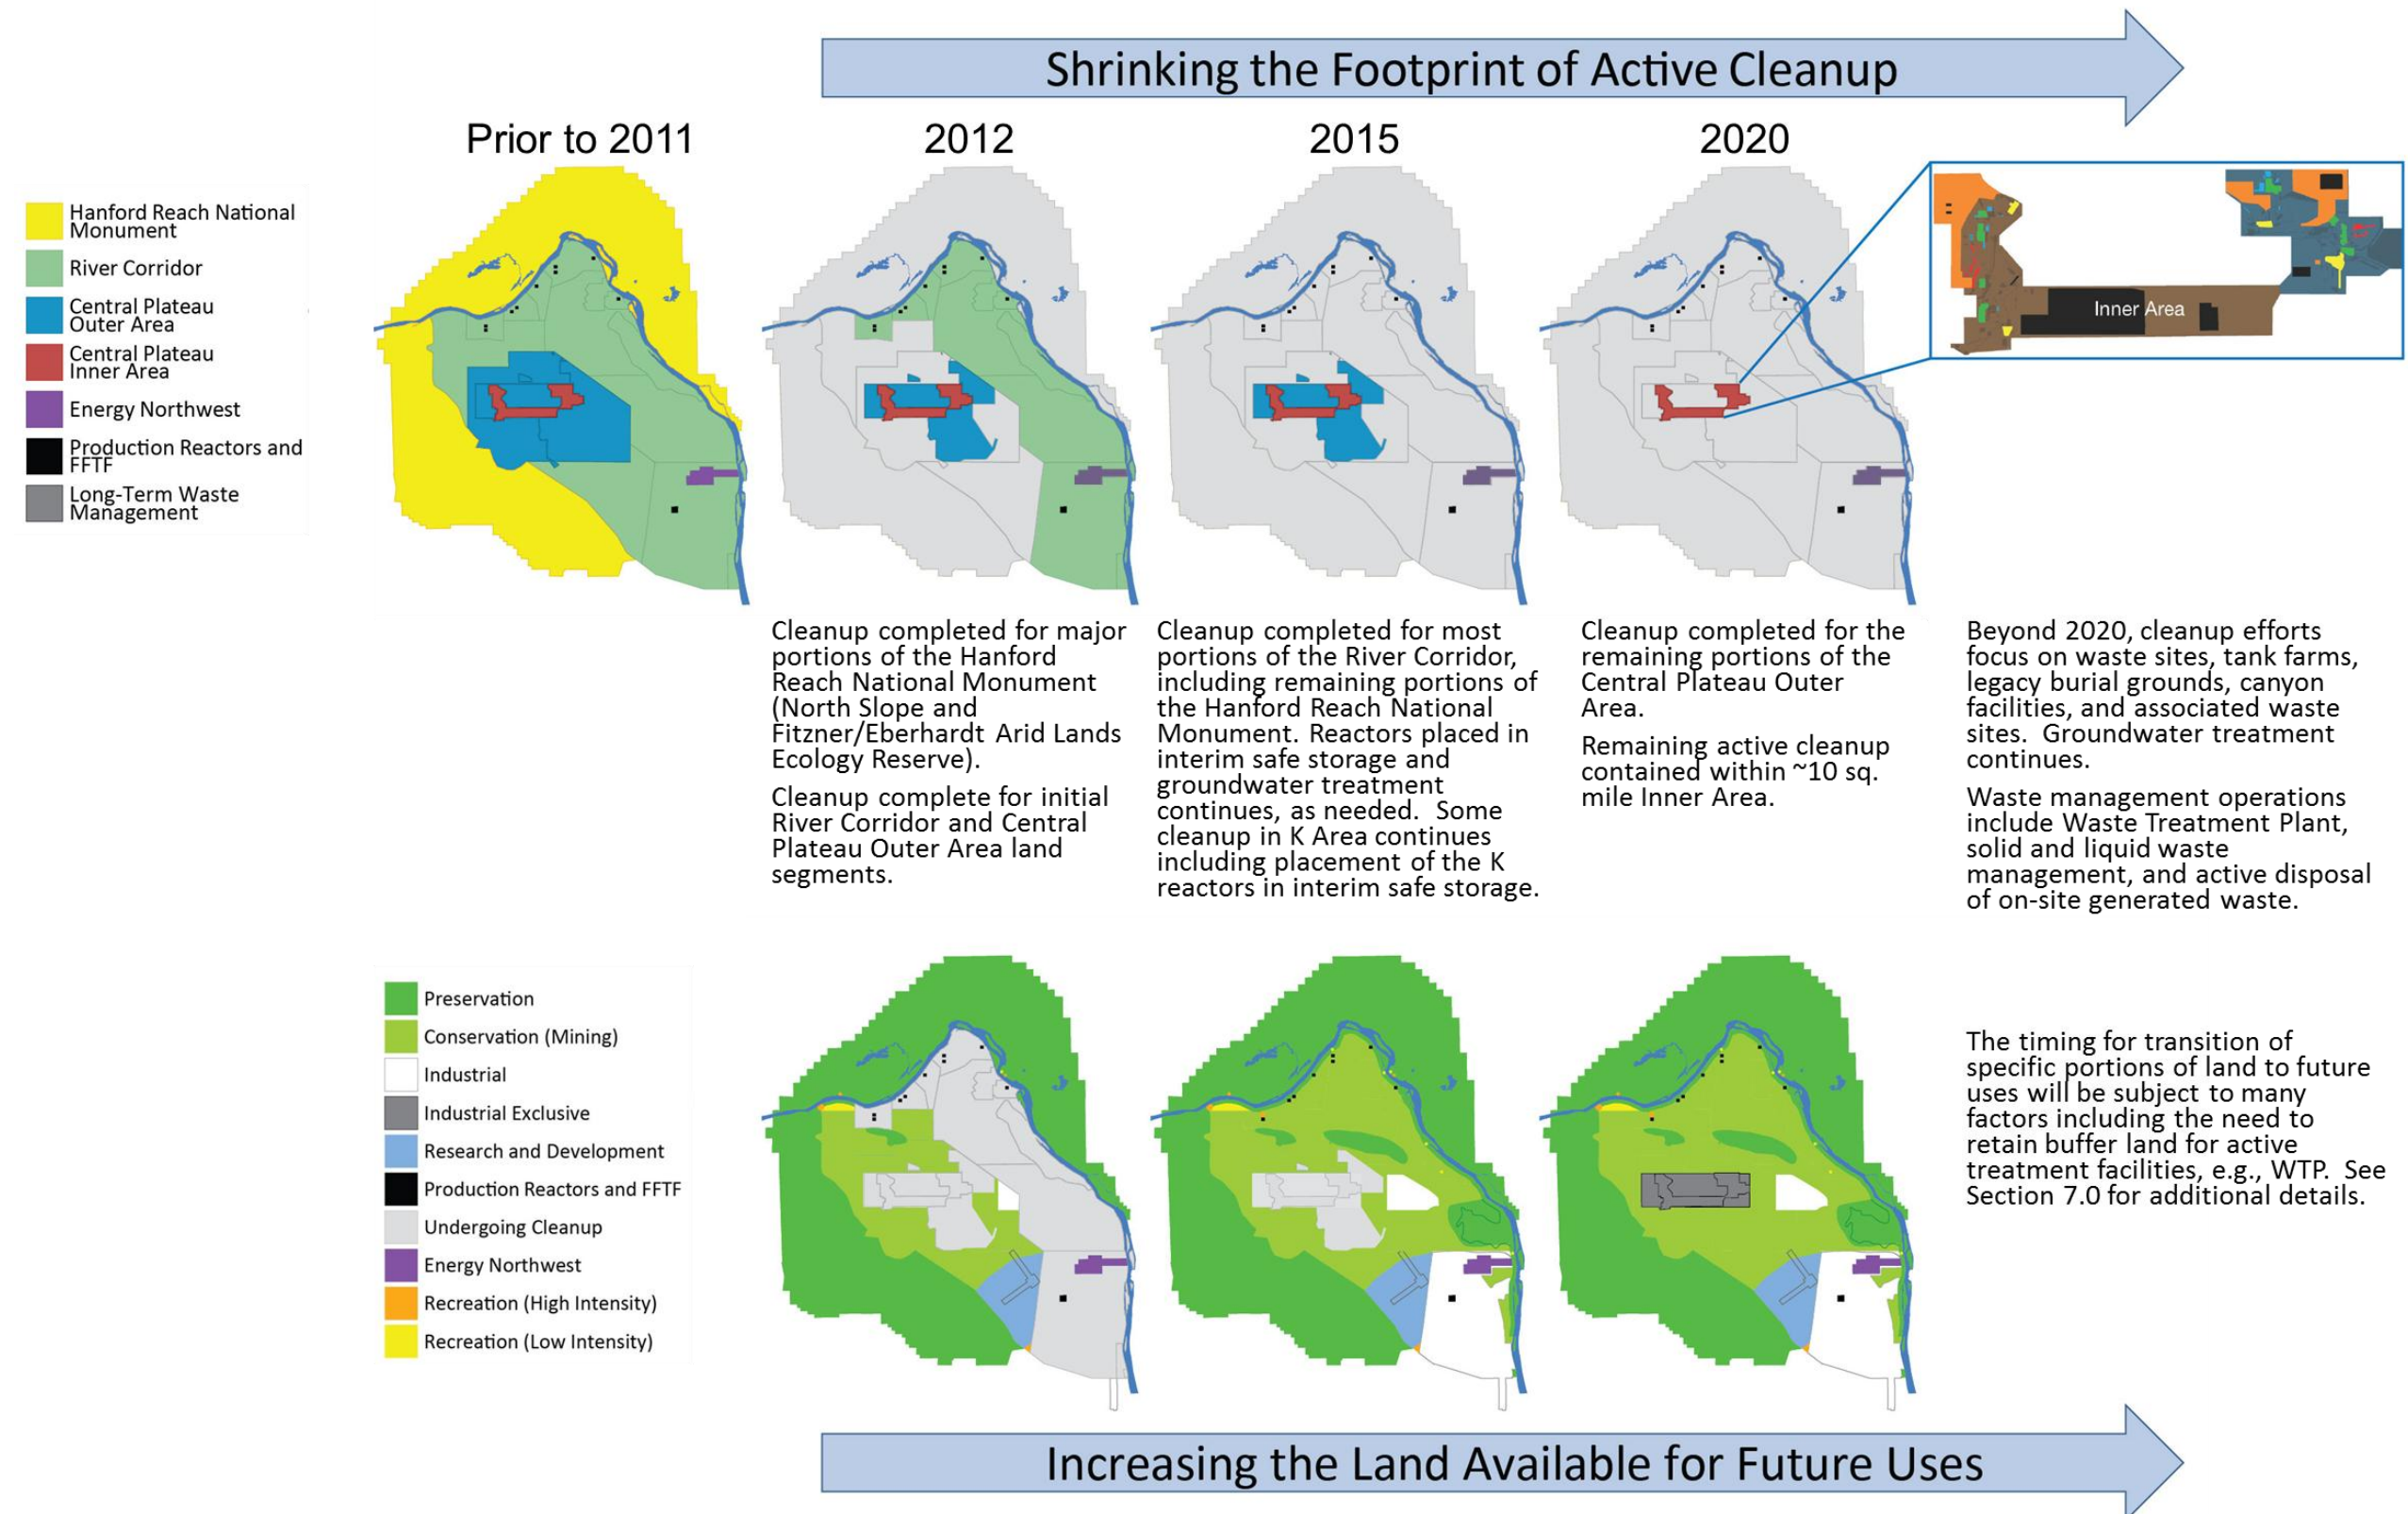 Shrinking the Footprint of Active Cleanup
Prior to 2011
2012
2015
2020
Hanford Reach National
Monument
River Corridor
Central Plateau
Outer Area
Central Plateau
Inner Area
Energy Northwest
Production Reactors and
FFTF
Long-Term Waste
Management
Inner Area
Cleanup completed for major
portions of the Hanford
Reach National Monument
(North Slope and
Fitzner/Eberhardt Arid Lands
Ecology Reserve).
Cleanup complete for initial
River Corridor and Central
Plateau Outer Area land
segments.
Cleanup completed for most
portions of the River Corridor,
including remaining portions of
the Hanford Reach National
Monument. Reactors placed in
interim safe storage and
groundwater treatment
continues, as needed. Some
cleanup in K Area continues
including placement of the K
reactors in interim safe storage.
Cleanup completed for the
remaining portions of the
Central Plateau Outer
Area.
Remaining active cleanup
contained within ~10 sq.
mile Inner Area.
Beyond 2020, cleanup efforts
focus on waste sites, tank farms,
legacy burial grounds, canyon
facilities, and associated waste
sites. Groundwater treatment
continues.
Waste management operations
include Waste Treatment Plant,
solid and liquid waste
management, and active disposal
of on-site generated waste.
Preservation
Conservation (Mining)
Industrial
Industrial Exclusive
Research and Development
Production Reactors and FFTF
Undergoing Cleanup
Energy Northwest
Recreation (High Intensity)
Recreation (Low Intensity)
The timing for transition of
specific portions of land to future
uses will be subject to many
factors including the need to
retain buffer land for active
treatment facilities, e.g., WTP. See
Section 7.0 for additional details.
Increasing the Land Available for Future Uses